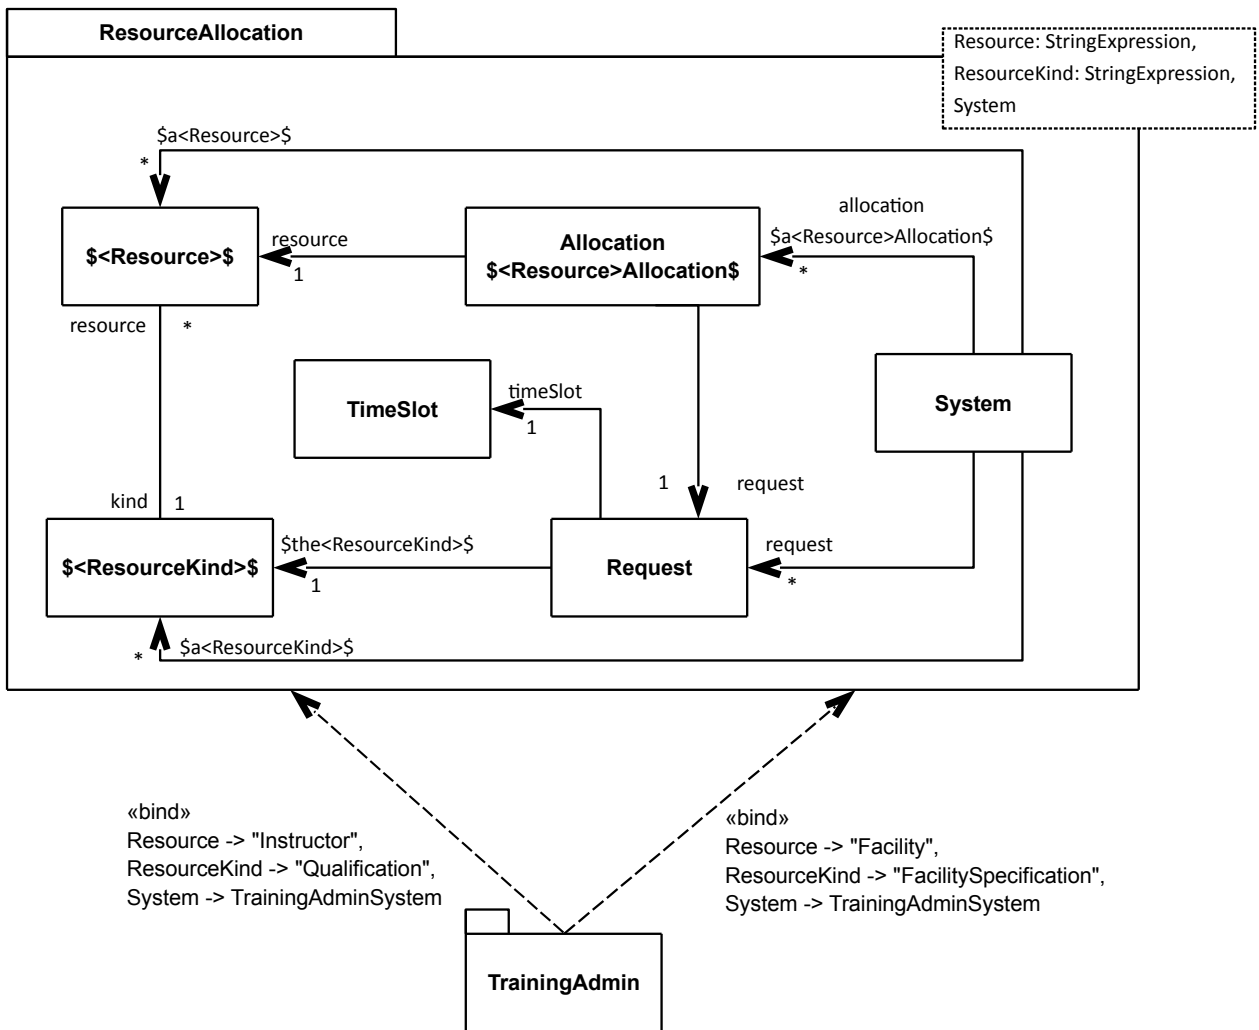 ResourceAllocation
Resource: StringExpression,
ResourceKind: StringExpression,
System
$a<Resource>$
*
$<Resource>$
resource
1
Allocation
$<Resource>Allocation$
allocation
$a<Resource>Allocation$
*
resource
*
TimeSlot
timeSlot
1
System
kind
1
1
request
$<ResourceKind>$
$the<ResourceKind>$
1
Request
request
*
*
$a<ResourceKind>$
«bind»
Resource -> "Instructor",
ResourceKind -> "Qualification",
System -> TrainingAdminSystem
«bind»
Resource -> "Facility",
ResourceKind -> "FacilitySpecification",
System -> TrainingAdminSystem
TrainingAdmin